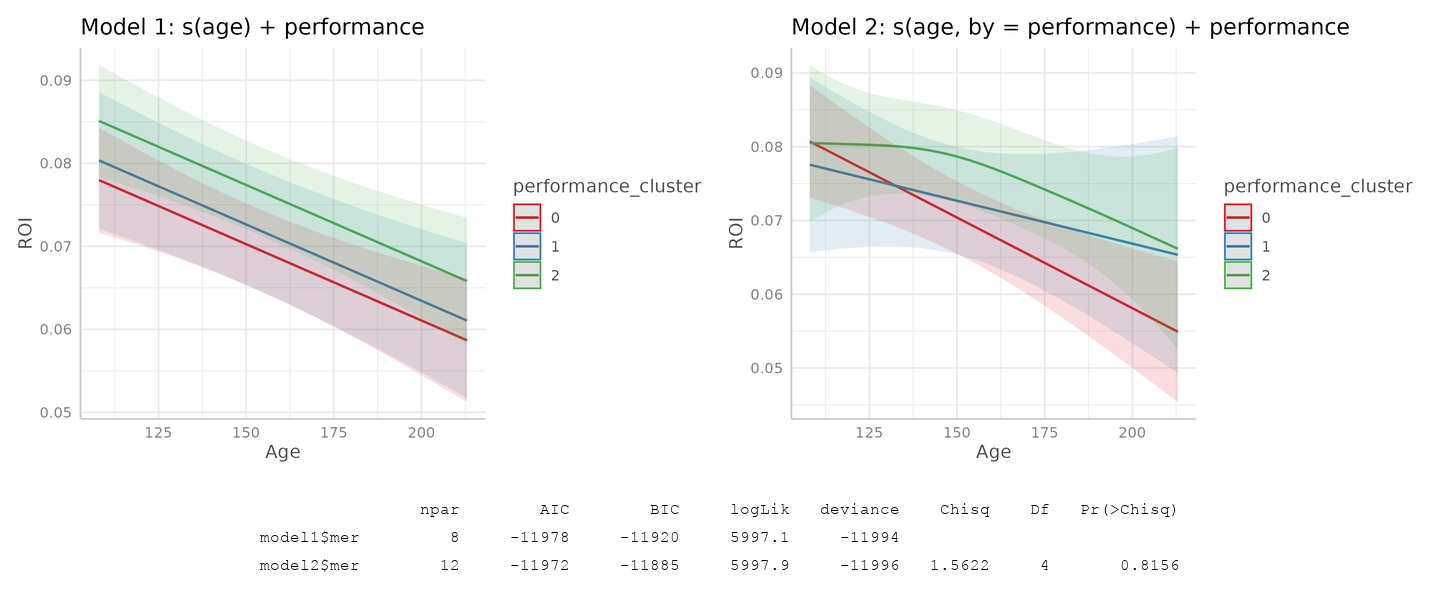 Model 1: s(age) + performance
0.09
0.08
0.07
0.06
0.05
ROI
125 150 175 200
Age
performance_cluster
0
1
2
Model 2: s(age, by = performance) + performance
0.09
0.08
0.07
0.06
0.05
ROI
125 150 175 200
Age
performance_cluster
0
1
2
npar AIC BIC logLik deviance Chisq Df Pr(>Chisq)
model1$mer 8 -11978 -11920 5997.1 -11994
model2$mer 12 -11972 -11885 5997.9 -11996 1.5622 4 0.8156